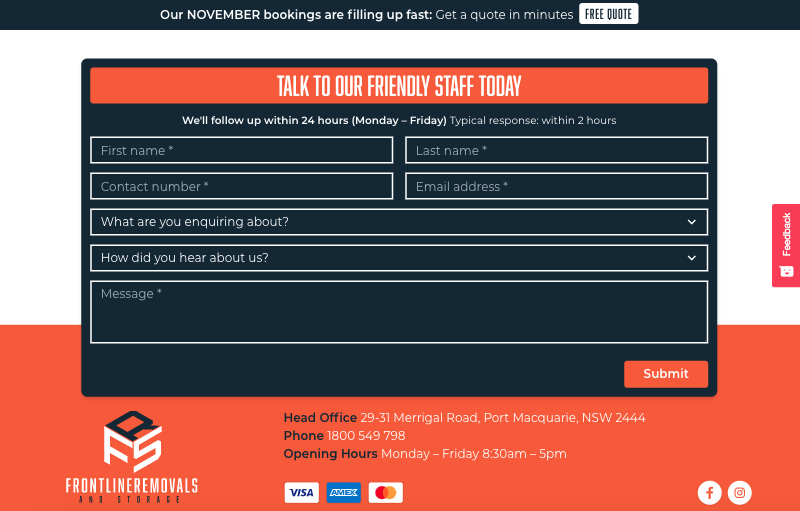 Our NOVEMBER bookings are filling up fast: Get a quote in minutes FREE QUOTE
TALK TO OUR FRIENDLY STAFF TODAY
We'll follow up within 24 hours (Monday – Friday) Typical response: within 2 hours
First name * Last name *
Contact number * Email address *
What are you enquiring about?
How did you hear about us?
Message *
Feedback
Submit
Head Office 29-31 Merrigal Road, Port Macquarie, NSW 2444
Phone 1800 549 798
Opening Hours Monday – Friday 8:30am – 5pm
FRS
FRONTLINEREMOVALS
AND STORAGE
VISA AMEX